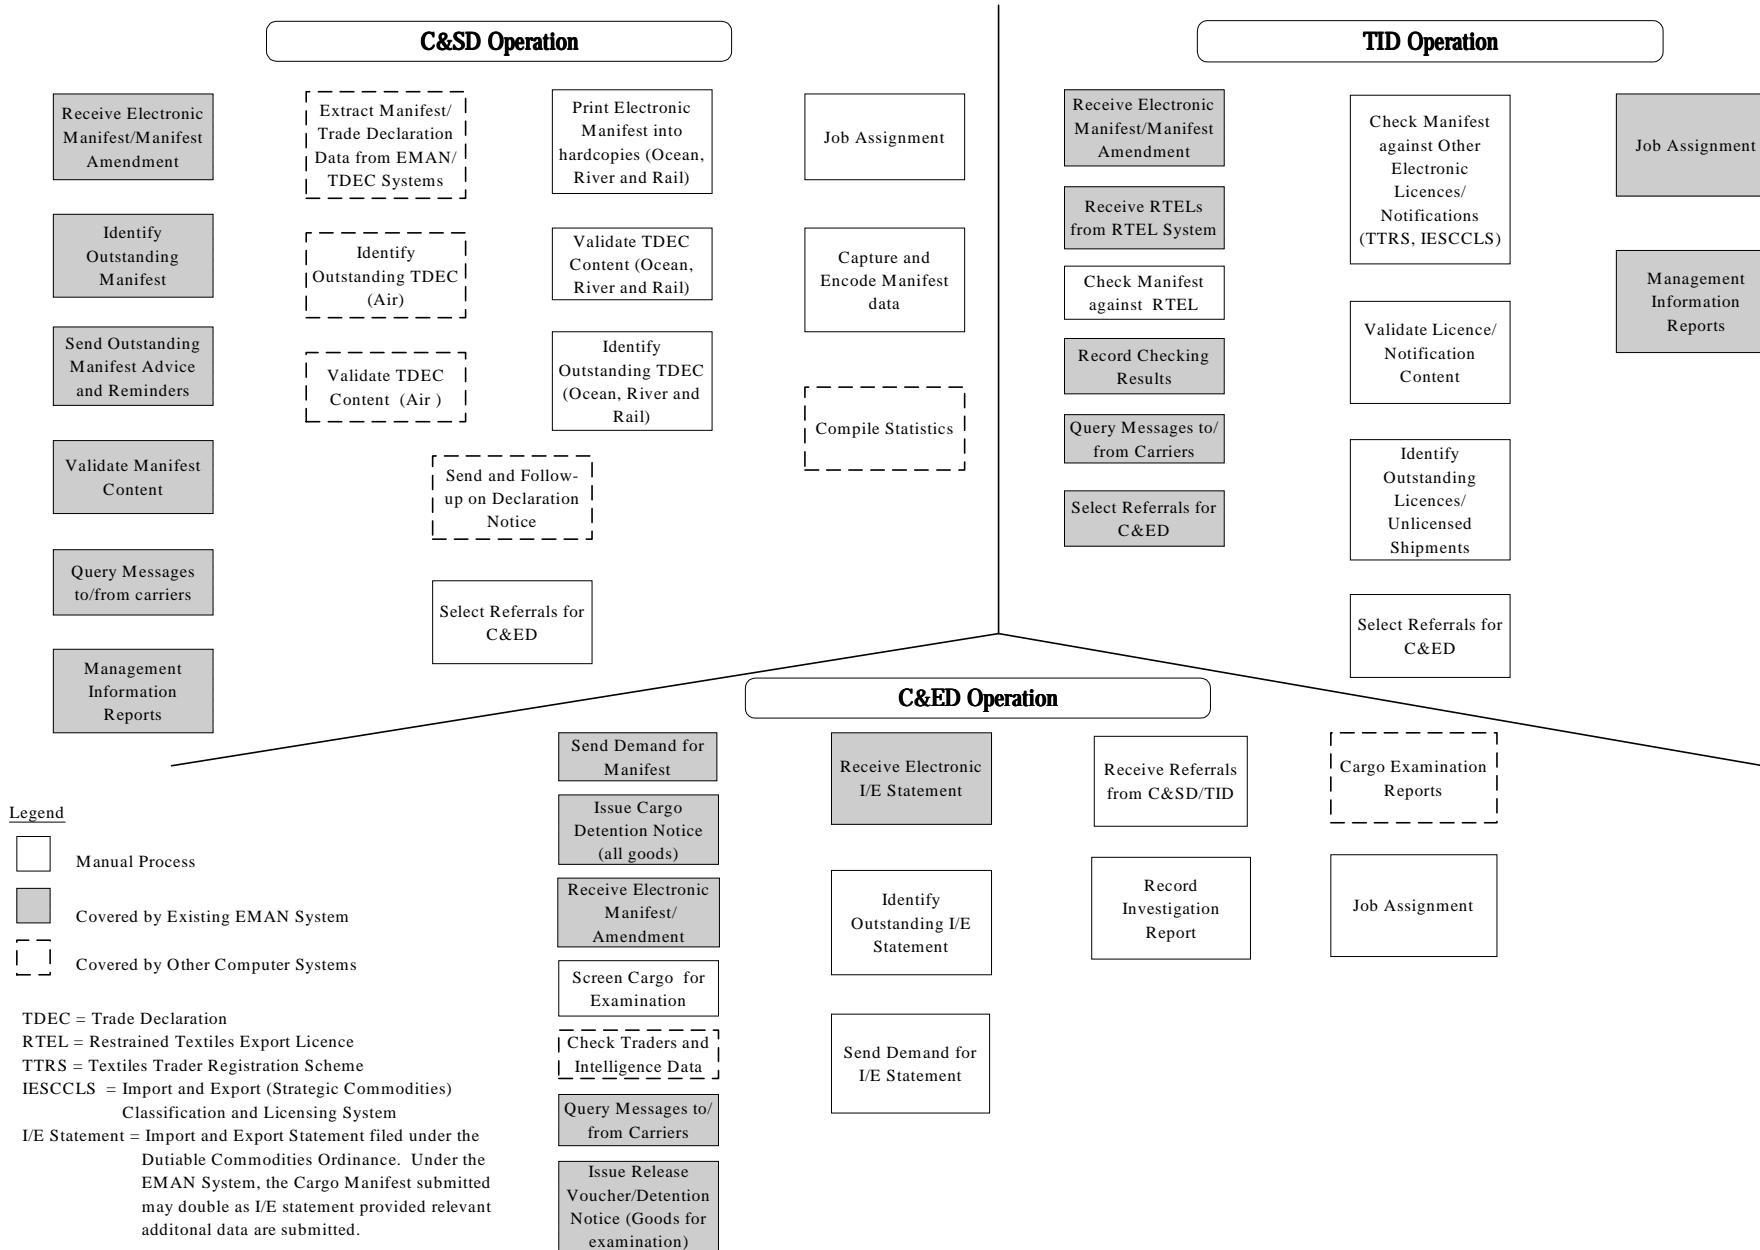 C&SD Operation
Receive Electronic
Manifest/Manifest
Amendment
Identify
Outstanding
Manifest
Send Outstanding
Manifest Advice
and Reminders
Validate Manifest
Content
Query Messages
to/from carriers
Management
Information
Reports
Extract Manifest/
Trade Declaration
Data from EMAN/
TDEC Systems
Identify
Outstanding TDEC
(Air)
Validate TDEC
Content (Air )
Print Electronic
Manifest into
hardcopies (Ocean,
River and Rail)
Validate TDEC
Content (Ocean,
River and Rail)
Identify
Outstanding TDEC
(Ocean, River and
Rail)
Send and Follow-
up on Declaration
Notice
Select Referrals for
C&ED
Job Assignment
Capture and
Encode Manifest
data
Compile Statistics
TID Operation
Receive Electronic
Manifest/Manifest
Amendment
Receive RTELs
from RTEL System
Check Manifest
against RTEL
Record Checking
Results
Query Messages to/
from Carriers
Select Referrals for
C&ED
Check Manifest
against Other
Electronic
Licences/
Notifications
(TTRS, IESCCLS)
Validate Licence/
Notification
Content
Identify
Outstanding
Licences/
Unlicensed
Shipments
Select Referrals for
C&ED
Job Assignment
Management
Information
Reports
C&ED Operation
Send Demand for
Manifest
Issue Cargo
Detention Notice
(all goods)
Receive Electronic
Manifest/
Amendment
Screen Cargo for
Examination
Check Traders and
Intelligence Data
Query Messages to/
from Carriers
Issue Release
Voucher/Detention
Notice (Goods for
examination)
Receive Electronic
I/E Statement
Identify
Outstanding I/E
Statement
Send Demand for
I/E Statement
Receive Referrals
from C&SD/TID
Record
Investigation
Report
Cargo Examination
Reports
Job Assignment
Legend
Manual Process
Covered by Existing EMAN System
Covered by Other Computer Systems
TDEC = Trade Declaration
RTEL = Restrained Textiles Export Licence
TTRS = Textiles Trader Registration Scheme
IESCCLS = Import and Export (Strategic Commodities)
Classification and Licensing System
I/E Statement = Import and Export Statement filed under the
Dutiable Commodities Ordinance. Under the
EMAN System, the Cargo Manifest submitted
may double as I/E statement provided relevant
additonal data are submitted.